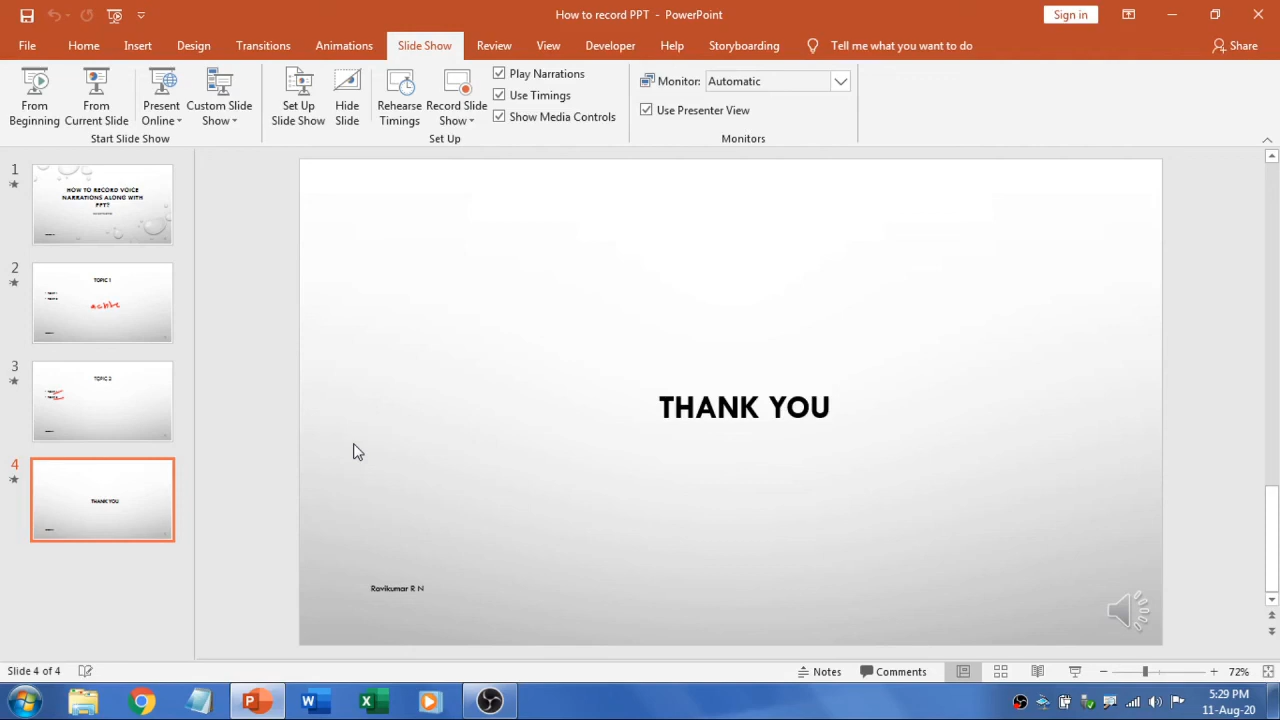 How to record PPT - PowerPoint
Sign in
File Home Insert Design Transitions Animations Slide Show Review View Developer Help Storyboarding Tell me what you want to do Share
From Beginning
From Current Slide
Present Online
Custom Slide Show
Start Slide Show
Set Up Slide Show
Hide Slide
Rehearse Timings
Record Slide Show
Play Narrations
Use Timings
Show Media Controls
Set Up
Monitor: Automatic
Use Presenter View
Monitors
1
HOW TO RECORD VOICE
NARRATIONS ALONG WITH
PPT?
2
TOPIC 1
3
TOPIC 2
4
THANK YOU
THANK YOU
Ravikumar R N
Slide 4 of 4
Notes
Comments
72%
5:29 PM
11-Aug-20